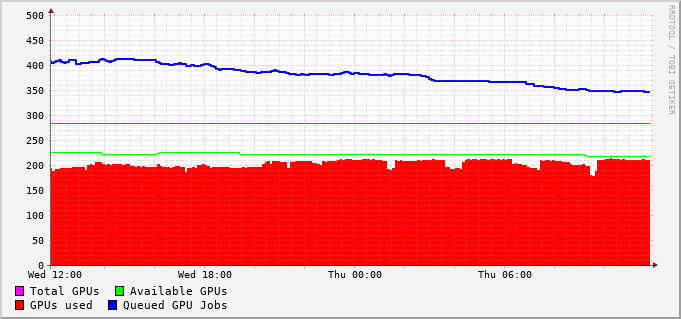 500
450
400
350
300
250
200
150
100
50
0
Wed 12:00 Wed 18:00 Thu 00:00 Thu 06:00
Total GPUs Available GPUs
GPUs used Queued GPU Jobs
RRDTOOL / TOBI OETIKER